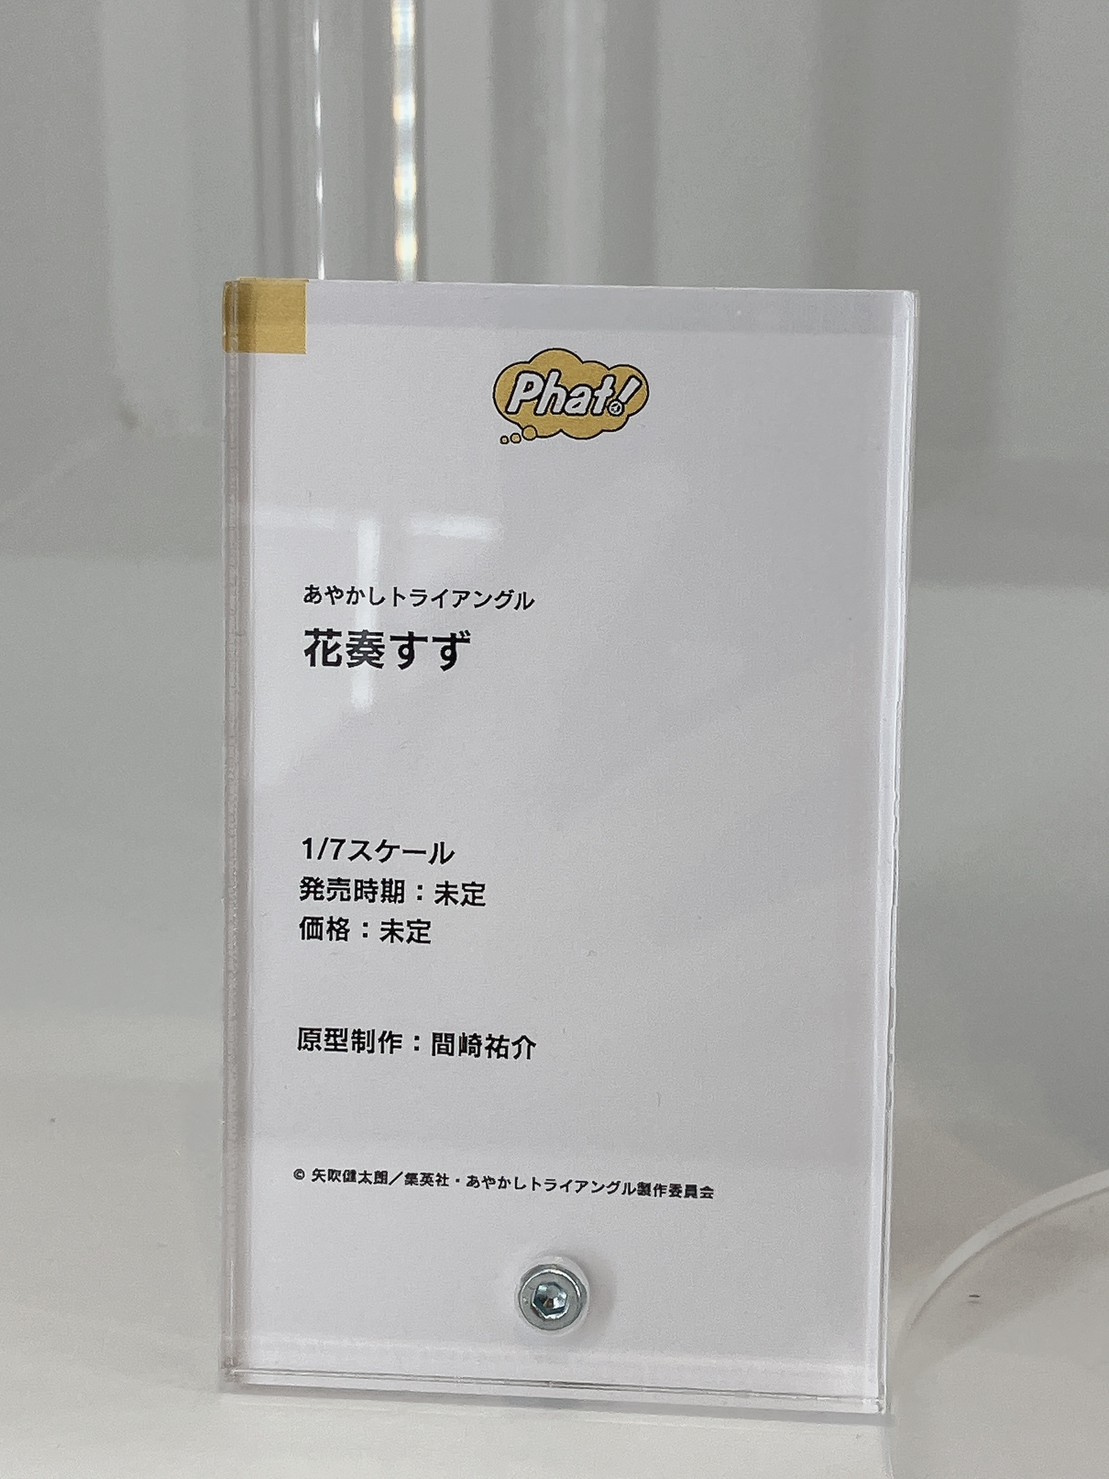 Phat!
あやかしトライアングル
花奏すず
1/7スケール
発売時期：未定
価格：未定
原型制作：間崎祐介
© 矢吹健太朗／集英社・あやかしトライアングル製作委員会